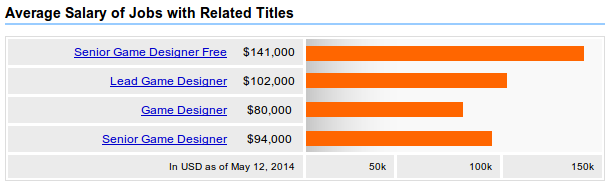 Average Salary of Jobs with Related Titles
Senior Game Designer Free $141,000
Lead Game Designer $102,000
Game Designer $80,000
Senior Game Designer $94,000
In USD as of May 12, 2014 50k 100k 150k